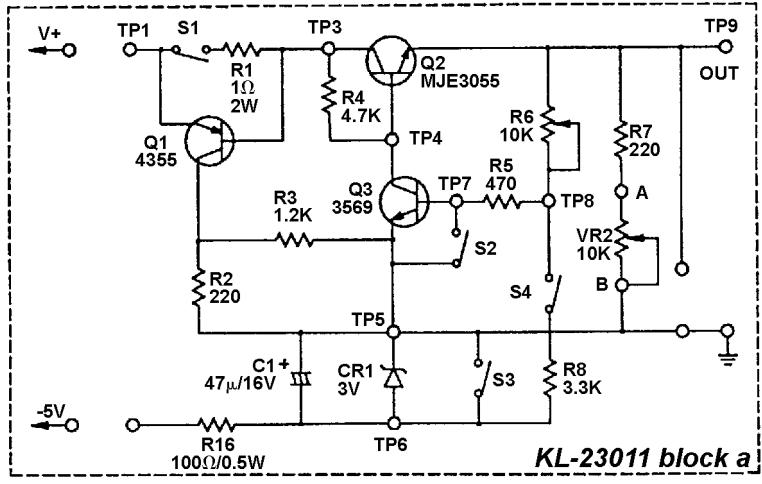 V+
TP1
S1
TP3
TP9
R1
1Ω
2W
Q2
MJE3055
OUT
R4
4.7K
R6
10K
R7
220
Q1
4355
TP4
Q3
3569
TP7
R5
470
TP8
A
R3
1.2K
S2
VR2
10K
R2
220
S4
B
TP5
C1
+
47μ/16V
CR1
3V
S3
R8
3.3K
-5V
R16
100Ω/0.5W
TP6
KL-23011 block a